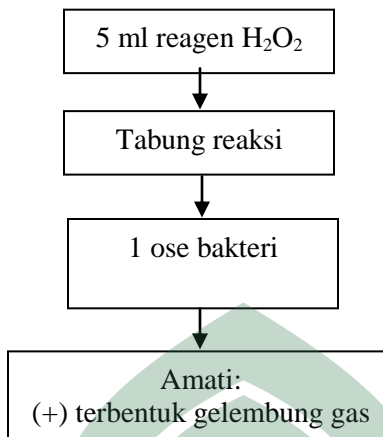 5 ml reagen H₂O₂
Tabung reaksi
1 ose bakteri
Amati:
(+) terbentuk gelembung gas